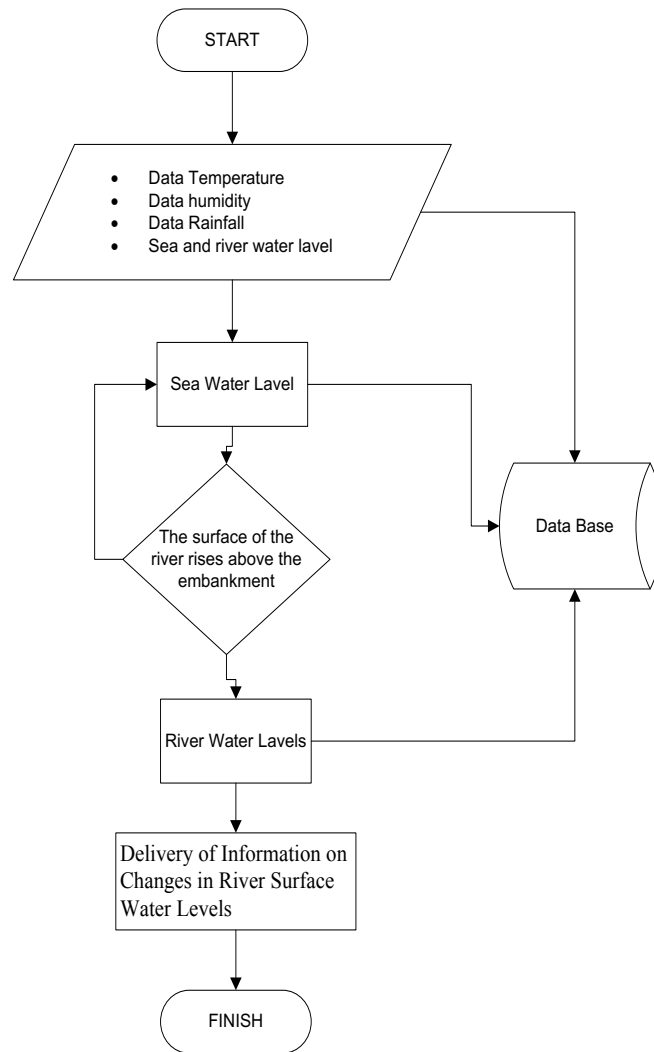 START
• Data Temperature
• Data humidity
• Data Rainfall
• Sea and river water lavel
Sea Water Lavel
The surface of the
river rises above the
embankment
Data Base
River Water Lavels
Delivery of Information on
Changes in River Surface
Water Levels
FINISH